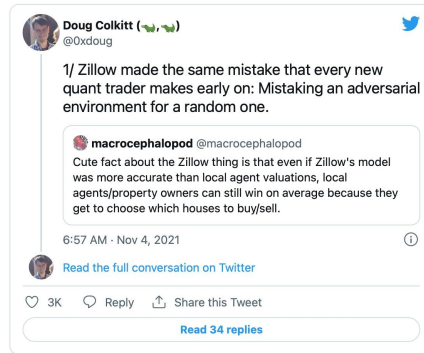 Doug Colkitt (🐊,🐊)
@0xdoug
1/ Zillow made the same mistake that every new
quant trader makes early on: Mistaking an adversarial
environment for a random one.
macrocephalopod @macrocephalopod
Cute fact about the Zillow thing is that even if Zillow's model
was more accurate than local agent valuations, local
agents/property owners can still win on average because they
get to choose which houses to buy/sell.
6:57 AM · Nov 4, 2021
Read the full conversation on Twitter
3K Reply Share this Tweet
Read 34 replies